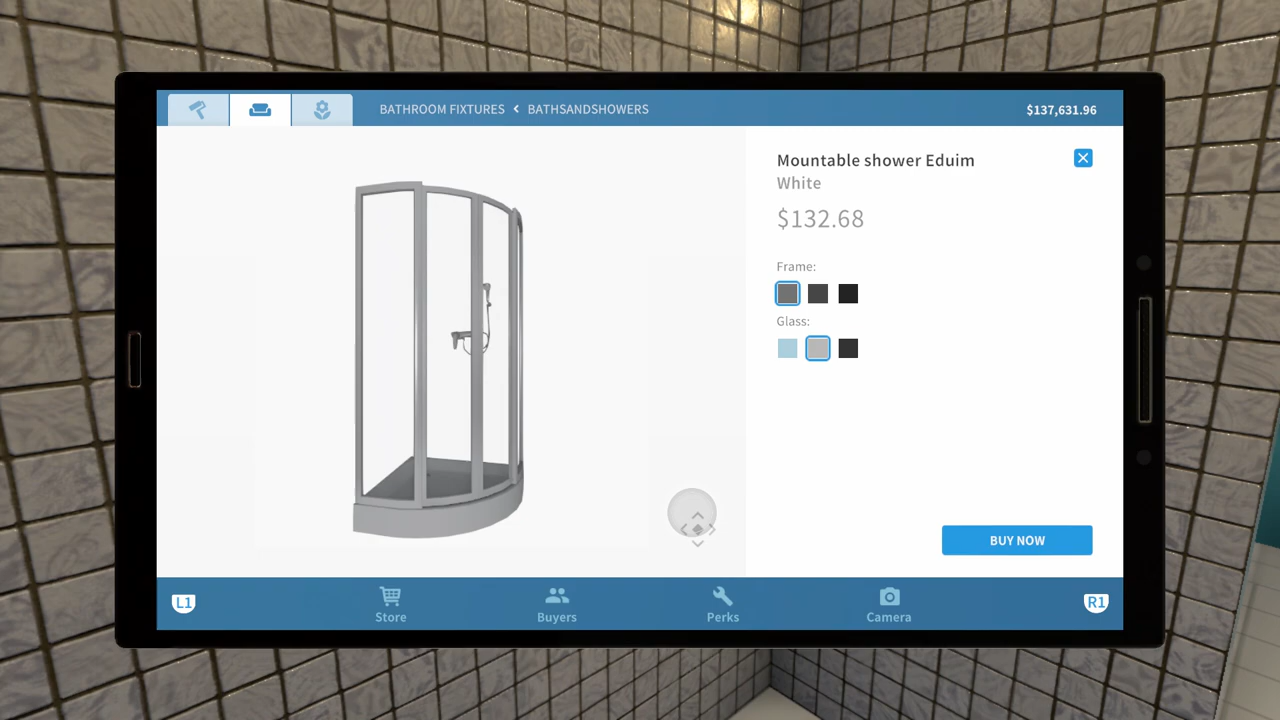 BATHROOM FIXTURES < BATHSANDSHOWERS
$137,631.96
Mountable shower Eduim
White
$132.68
Frame:
Glass:
BUY NOW
L1
Store
Buyers
Perks
Camera
R1